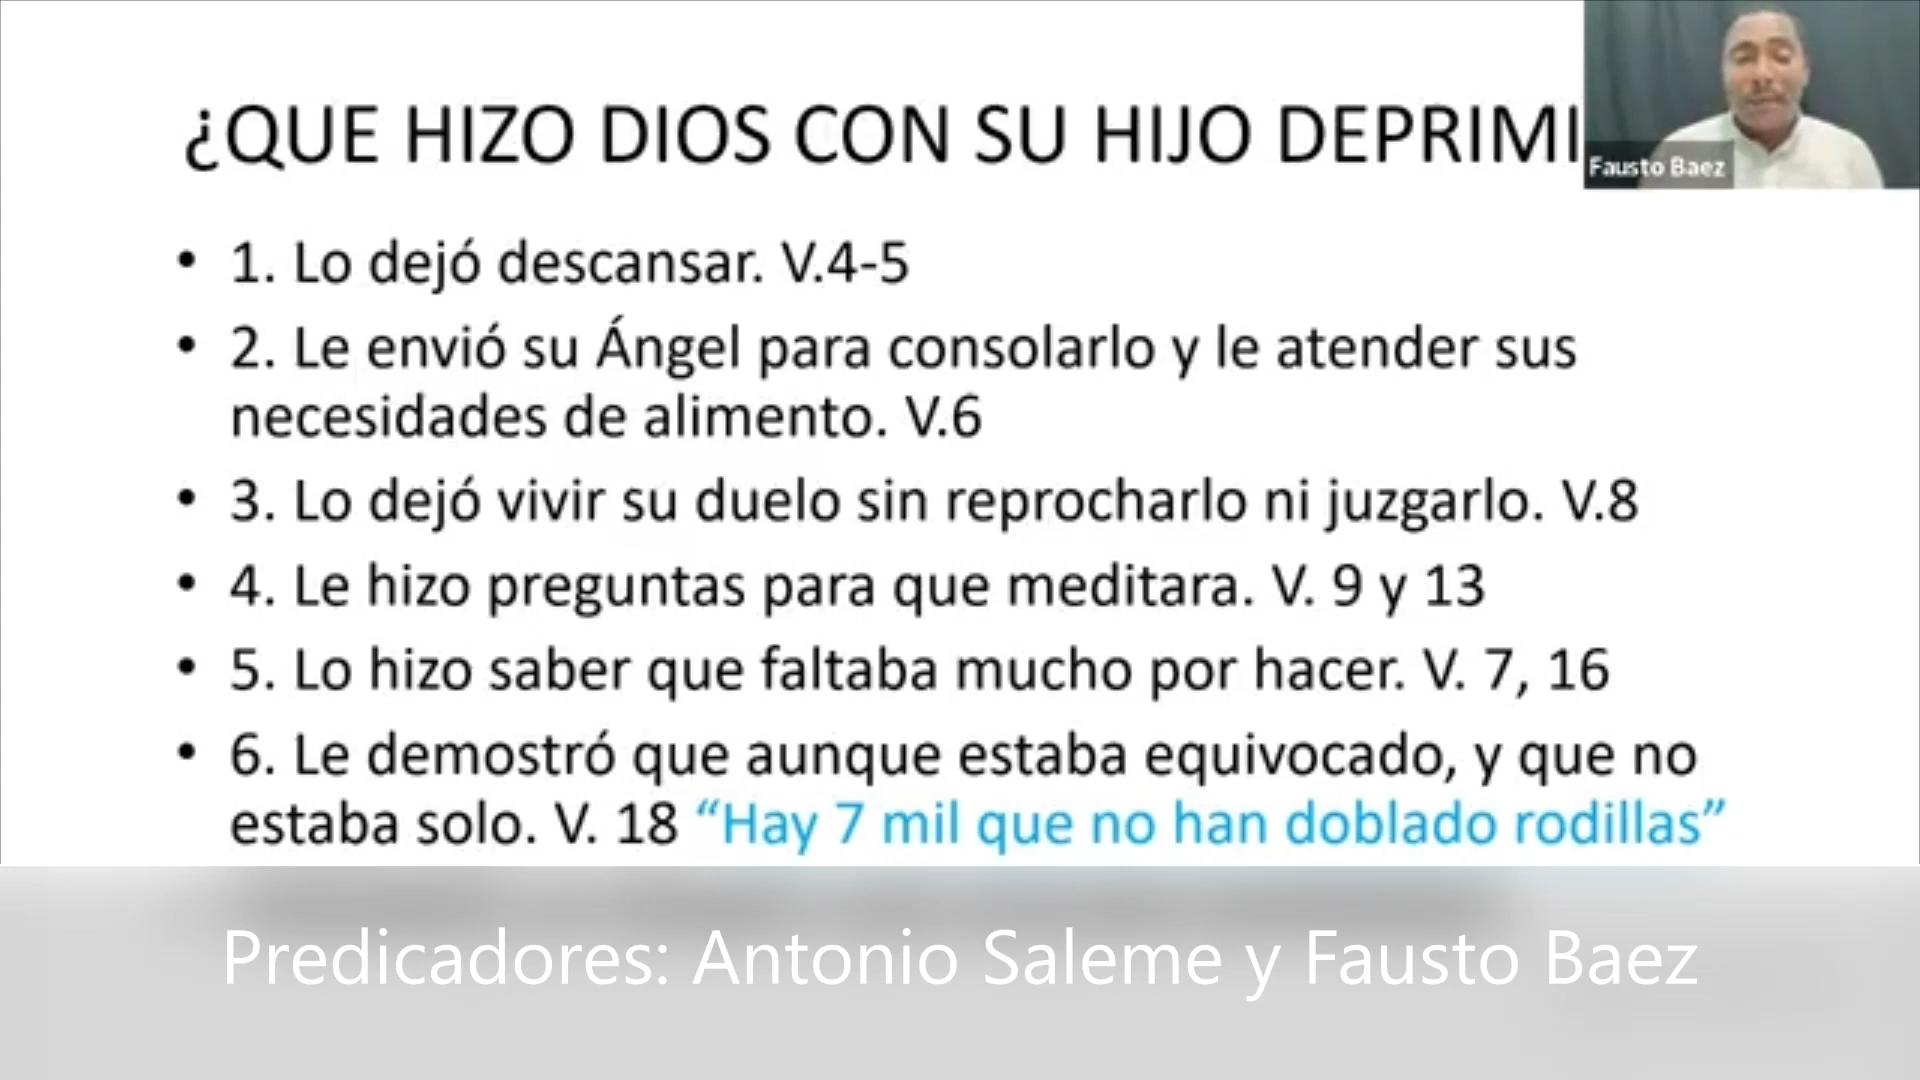 ¿QUE HIZO DIOS CON SU HIJO DEPRIMI
Fausto Baez
• 1. Lo dejó descansar. V.4-5
• 2. Le envió su Ángel para consolarlo y le atender sus
necesidades de alimento. V.6
• 3. Lo dejó vivir su duelo sin reprocharlo ni juzgarlo. V.8
• 4. Le hizo preguntas para que meditara. V. 9 y 13
• 5. Lo hizo saber que faltaba mucho por hacer. V. 7, 16
• 6. Le demostró que aunque estaba equivocado, y que no
estaba solo. V. 18 “Hay 7 mil que no han doblado rodillas”
Predicadores: Antonio Saleme y Fausto Baez